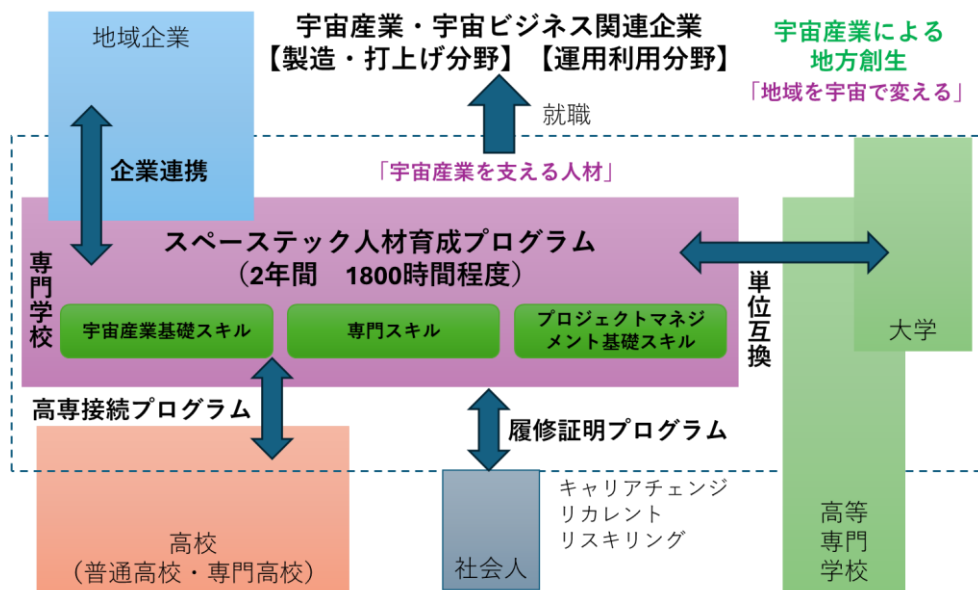 地域企業
宇宙産業・宇宙ビジネス関連企業
【製造・打上げ分野】【運用利用分野】
宇宙産業による
地方創生
「地域を宇宙で変える」
就職
企業連携
「宇宙産業を支える人材」
専門学校
スペーステック人材育成プログラム
（2年間　1800時間程度）
宇宙産業基礎スキル
専門スキル
プロジェクトマネジ
メント基礎スキル
単位互換
大学
高専接続プログラム
履修証明プログラム
高校
（普通高校・専門高校）
社会人
キャリアチェンジ
リカレント
リスキリング
高等
専門
学校